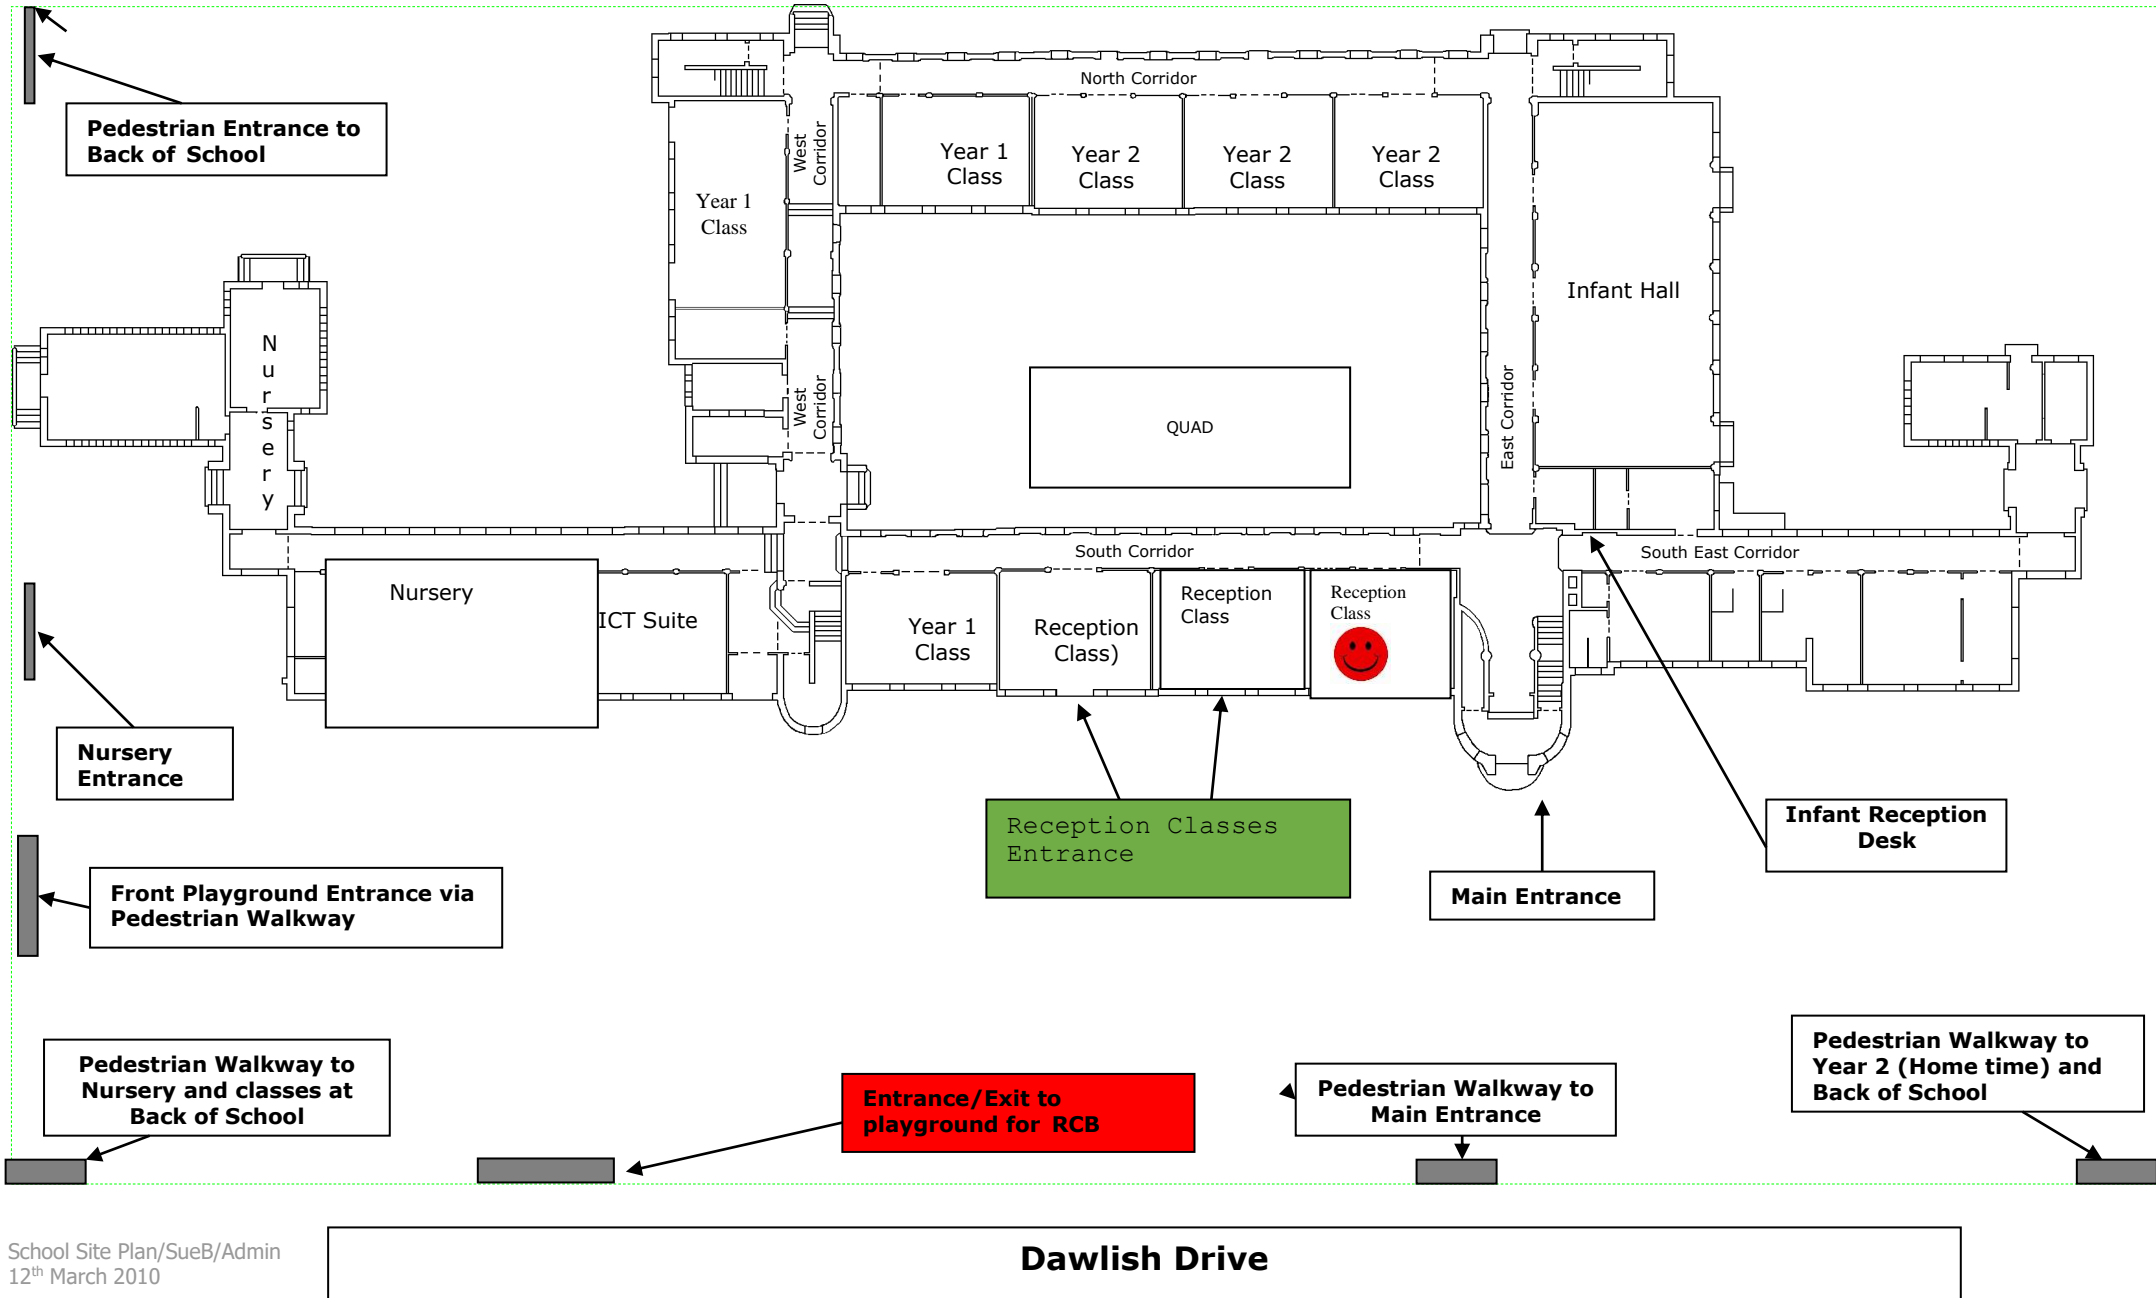 North Corridor
Pedestrian Entrance to
Back of School
West
Corridor
Year 1
Class
Year 2
Class
Year 2
Class
Year 2
Class
Year 1
Class
Infant Hall
Nursery
West
Corridor
East Corridor
QUAD
South Corridor
South East Corridor
Nursery
ICT Suite
Year 1
Class
Reception
Class)
Reception
Class
Reception
Class
Nursery
Entrance
Reception Classes
Entrance
Main Entrance
Infant Reception
Desk
Front Playground Entrance via
Pedestrian Walkway
Pedestrian Walkway to
Nursery and classes at
Back of School
Entrance/Exit to
playground for RCB
Pedestrian Walkway to
Main Entrance
Pedestrian Walkway to
Year 2 (Home time) and
Back of School
School Site Plan/SueB/Admin
12th March 2010
Dawlish Drive